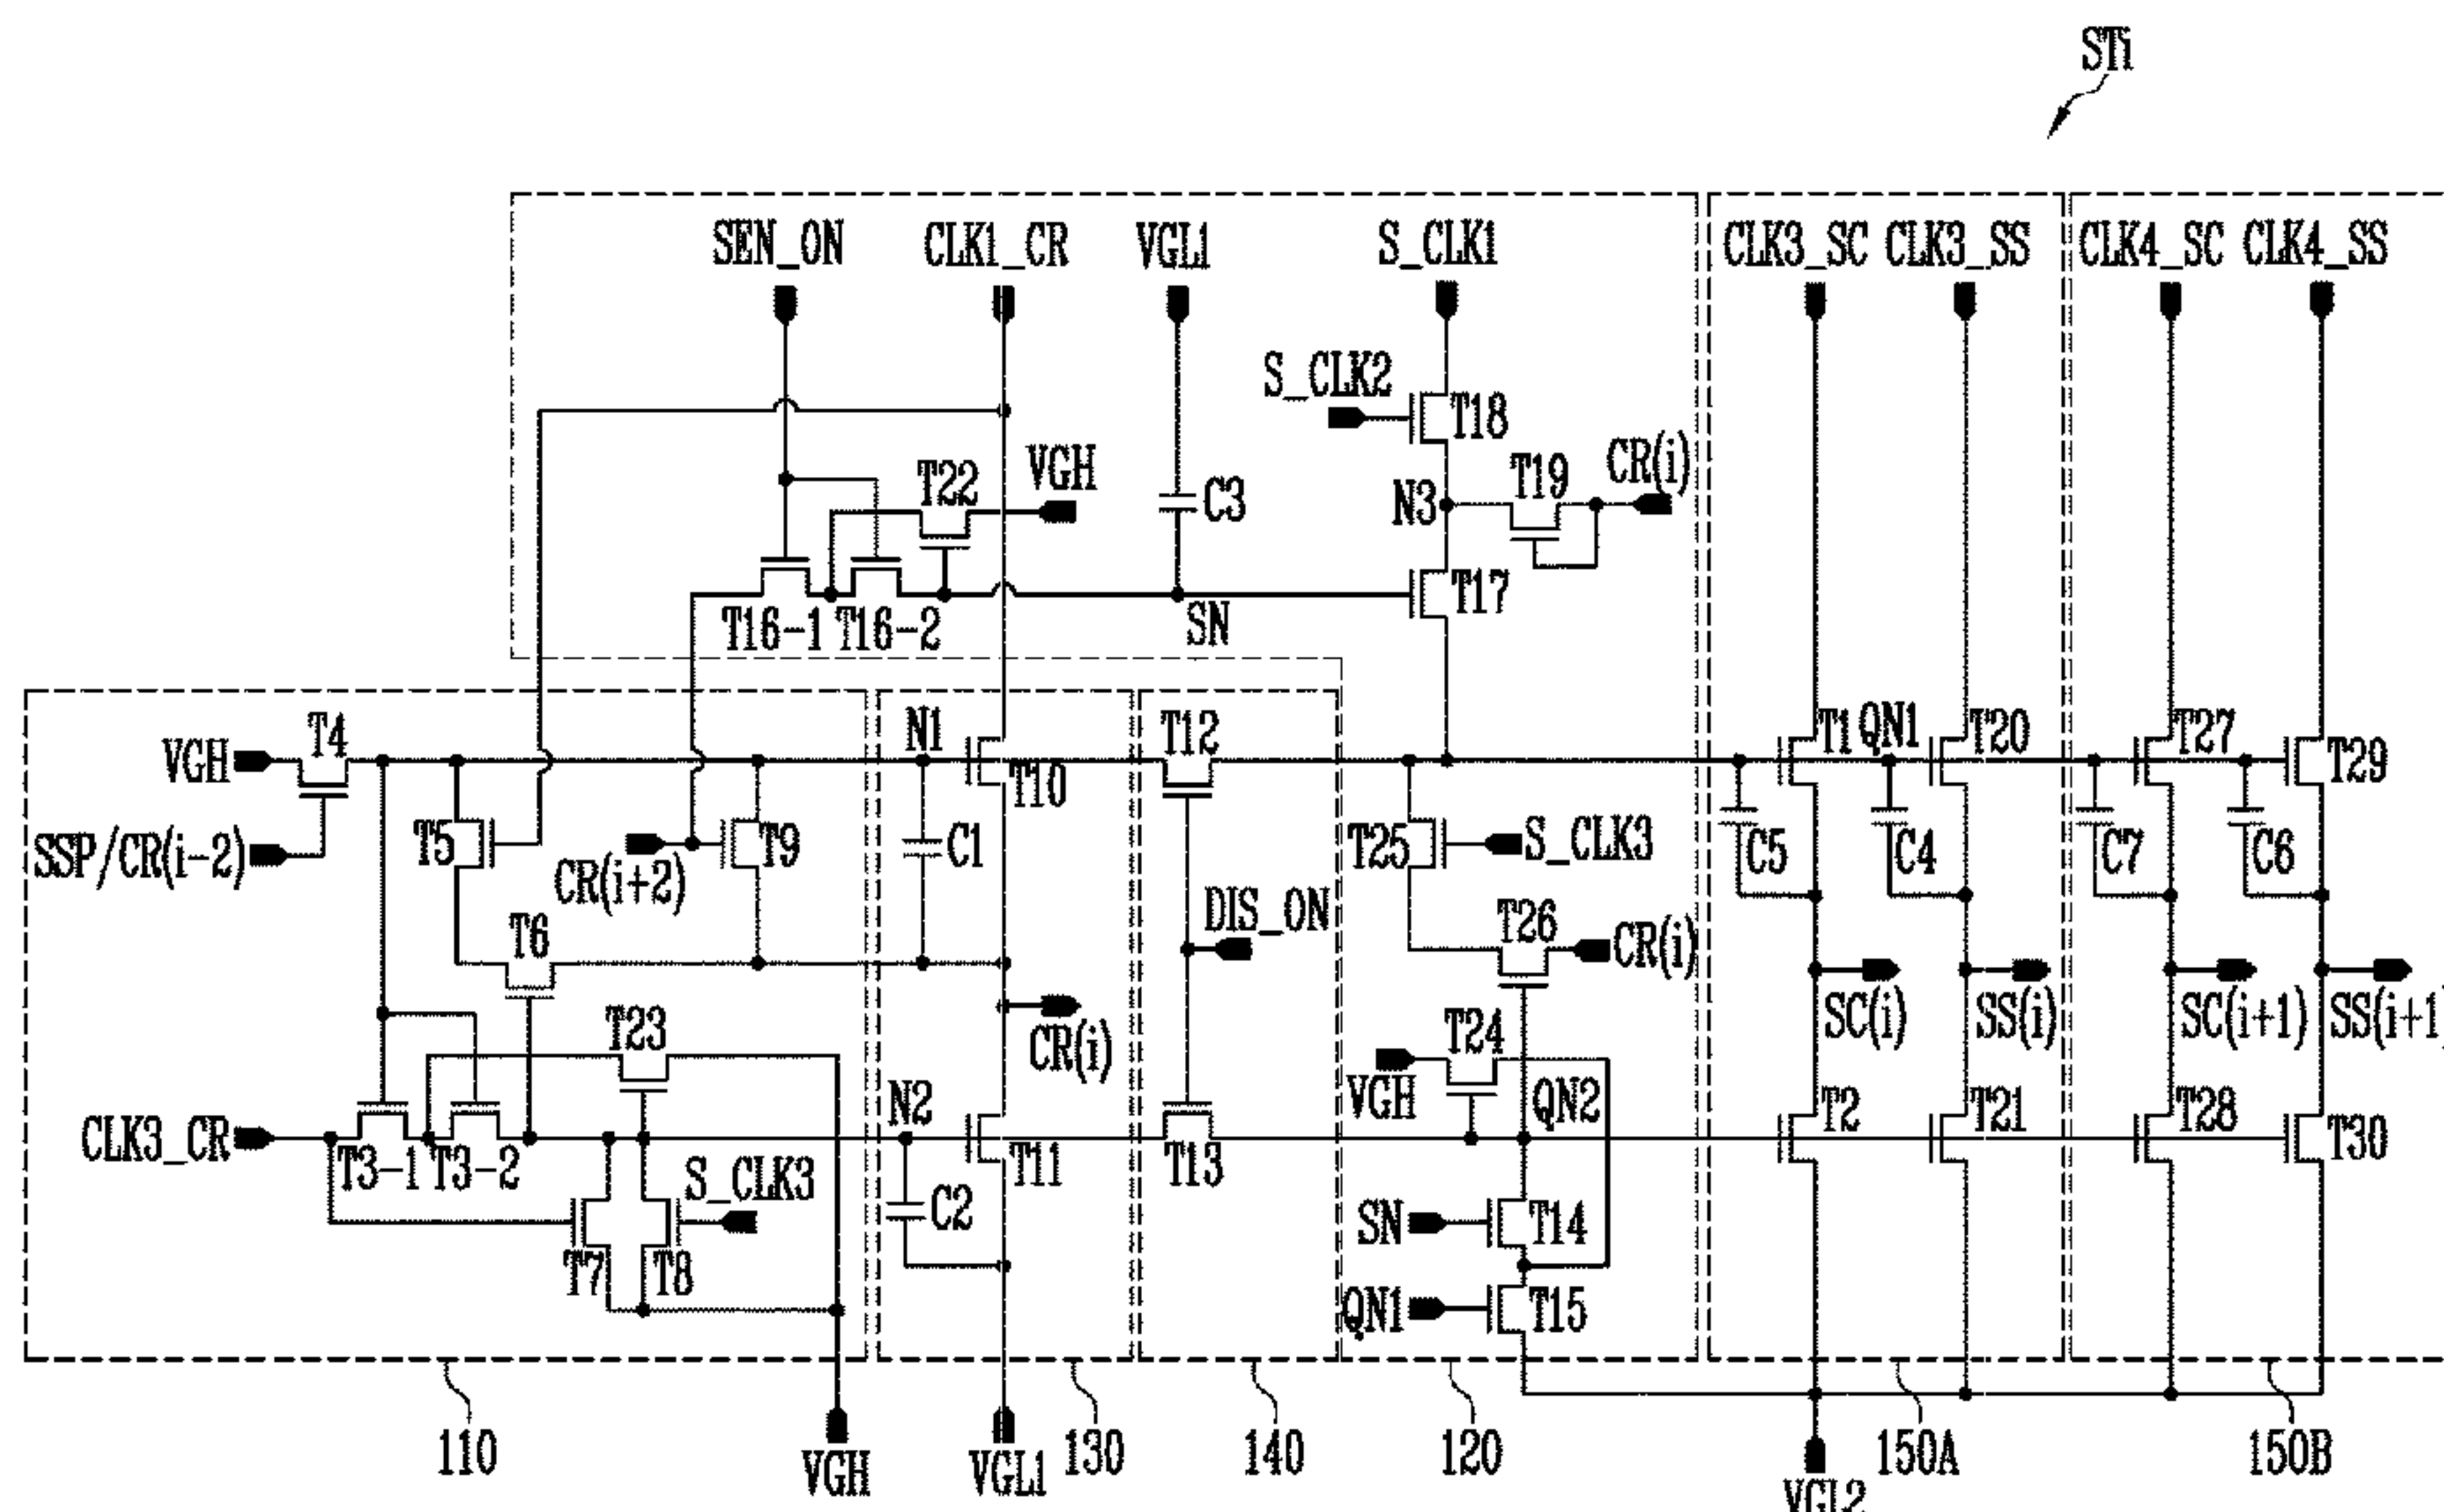 STi
SEN_ON CLK1_CR VGL1 S_CLK1 CLK3_SC CLK3_SS CLK4_SC CLK4_SS
S_CLK2 T18
T22 VGH C3 N3 T19 CR(i)
T16-1 T16-2 SN T17
VGH T4 N1 T10 T12 T1 QN1 T20 T27 T29
SSP/CR(i-2) T5 CR(i+2) T9 C1 T25 S_CLK3 C5 C4 C7 C6
T6 DIS_ON T26 CR(i)
T23 CR(i) VGH T24 QN2 SC(i) SS(i) SC(i+1) SS(i+1
CLK3_CR T3-1 T3-2 N2 T11 T13 T2 T21 T28 T30
T7 T8 S_CLK3 C2 SN T14
QN1 T15
110 VGH VGL1 130 140 120 VGL2 150A 150B